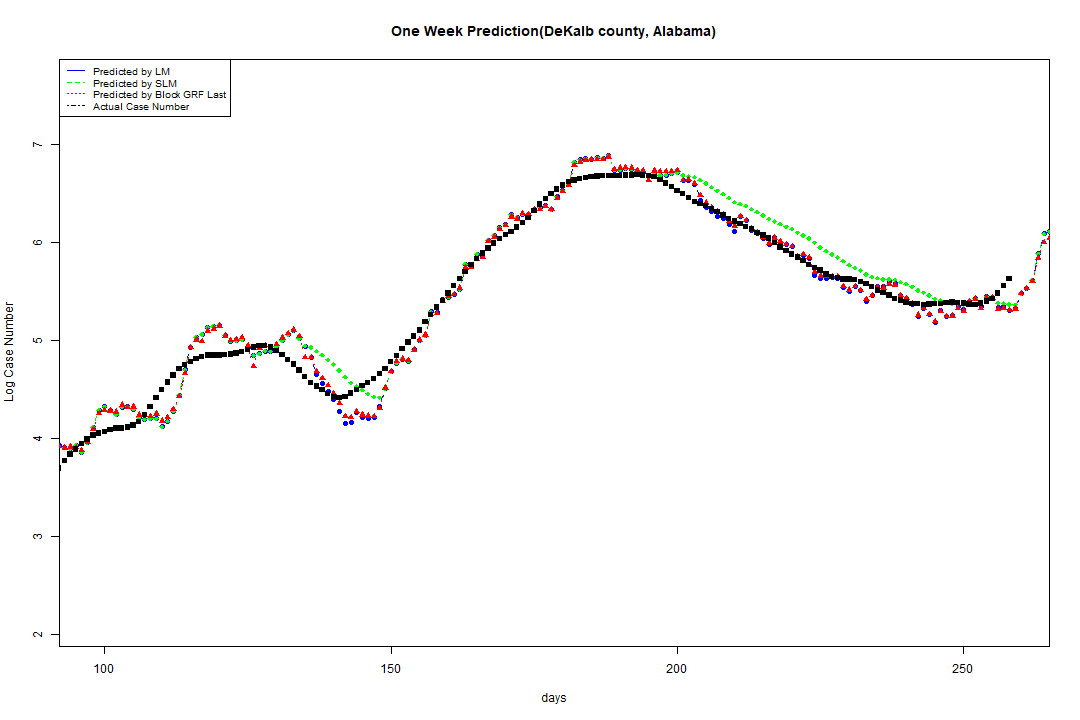 One Week Prediction(DeKalb county, Alabama)
Predicted by LM
Predicted by SLM
Predicted by Block GRF Last
Actual Case Number
7
6
5
4
3
2
Log Case Number
100 150 200 250
days